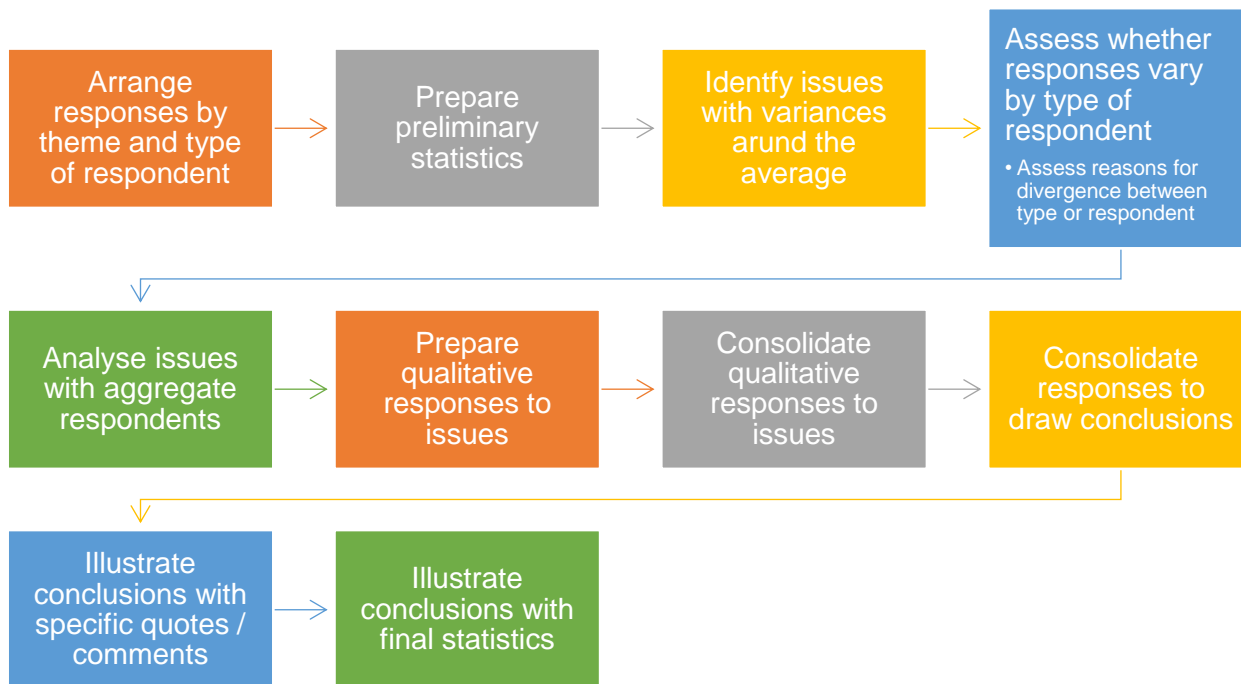 Arrange
responses by
theme and type
of respondent
Prepare
preliminary
statistics
Identfy issues
with variances
arund the
average
Assess whether
responses vary
by type of
respondent
• Assess reasons for
divergence between
type or respondent
Analyse issues
with aggregate
respondents
Prepare
qualitative
responses to
issues
Consolidate
qualitative
responses to
issues
Consolidate
responses to
draw conclusions
Illustrate
conclusions with
specific quotes /
comments
Illustrate
conclusions with
final statistics